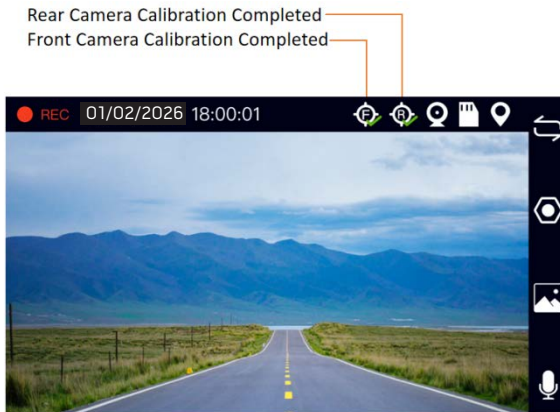 Rear Camera Calibration Completed
Front Camera Calibration Completed
REC 01/02/2026 18:00:01 F R